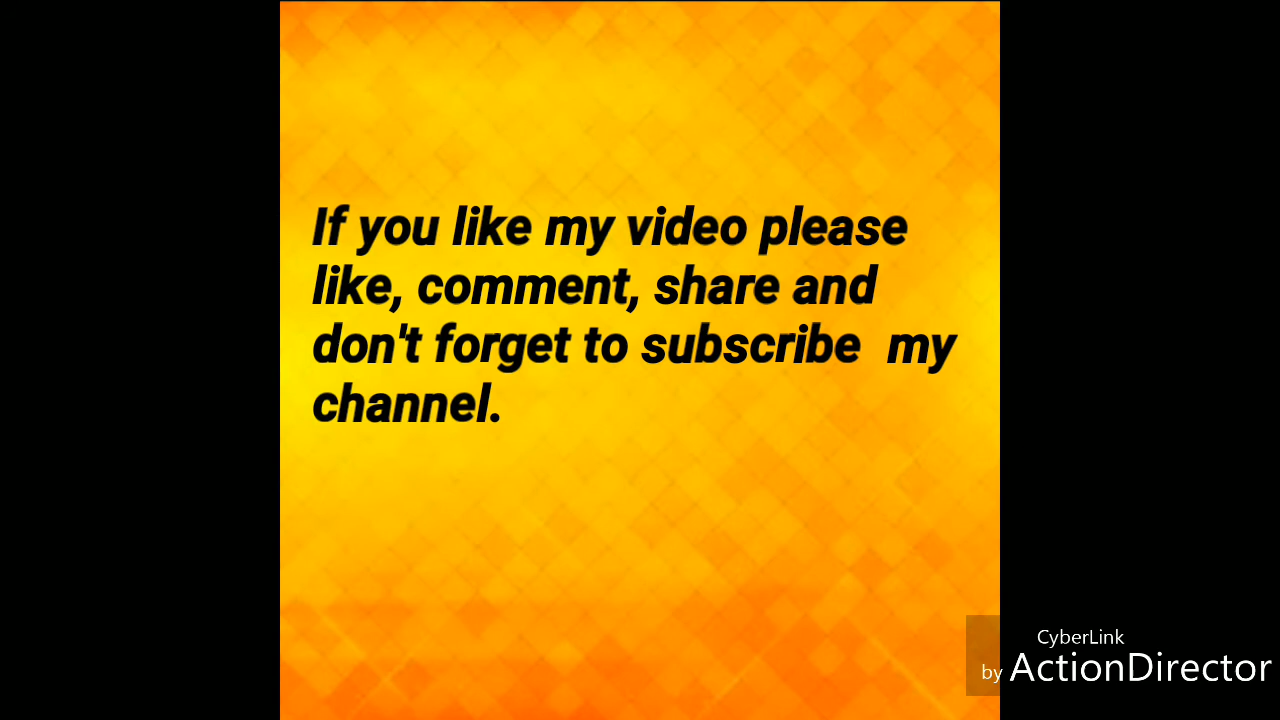 If you like my video please
like, comment, share and
don't forget to subscribe  my
channel.
CyberLink
by ActionDirector